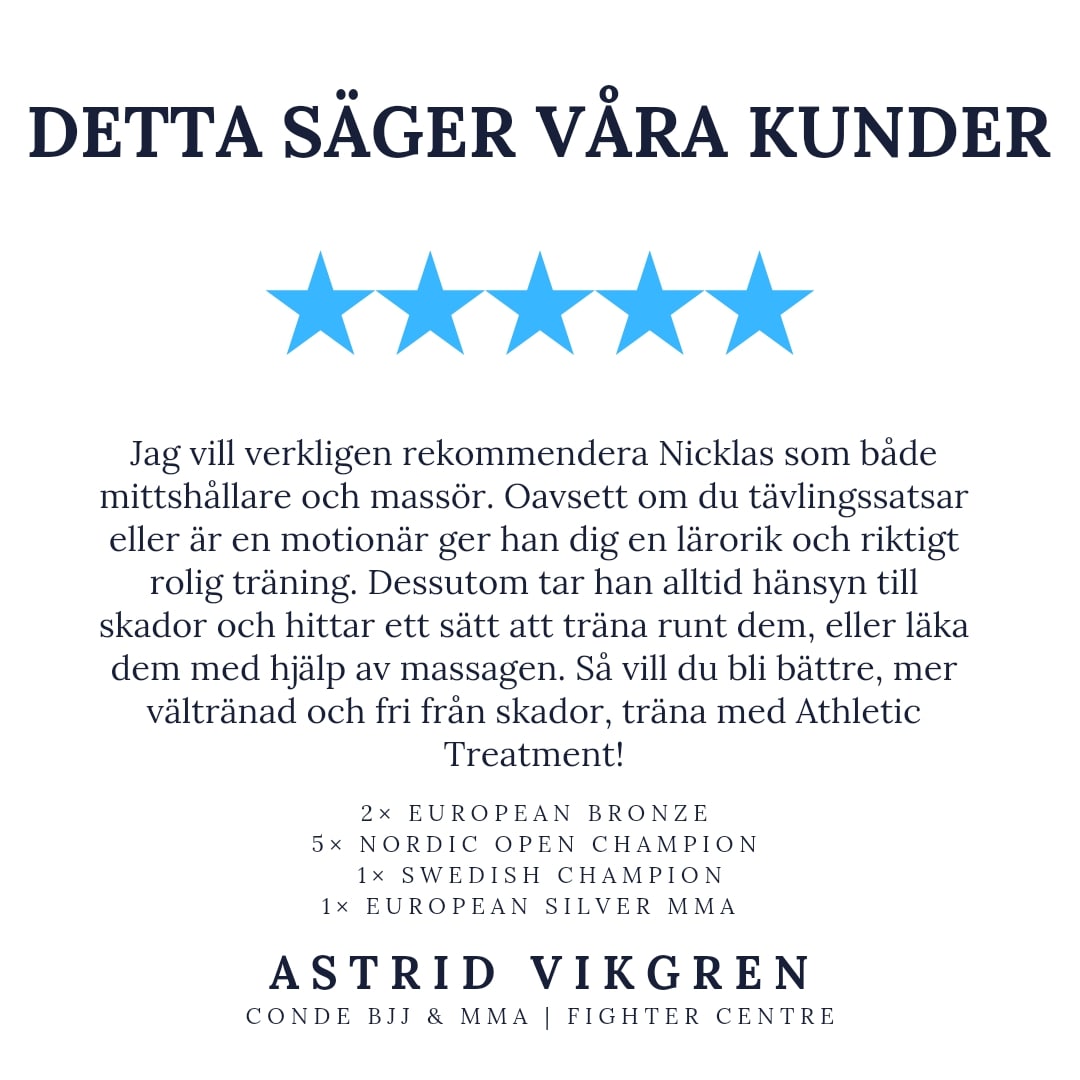 DETTA SÄGER VÅRA KUNDER
Jag vill verkligen rekommendera Nicklas som både
mittshållare och massör. Oavsett om du tävlingssatsar
eller är en motionär ger han dig en lärorik och riktigt
rolig träning. Dessutom tar han alltid hänsyn till
skador och hittar ett sätt att träna runt dem, eller läka
dem med hjälp av massagen. Så vill du bli bättre, mer
vältränad och fri från skador, träna med Athletic
Treatment!
2× EUROPEAN BRONZE
5× NORDIC OPEN CHAMPION
1× SWEDISH CHAMPION
1× EUROPEAN SILVER MMA
ASTRID VIKGREN
CONDE BJJ & MMA | FIGHTER CENTRE